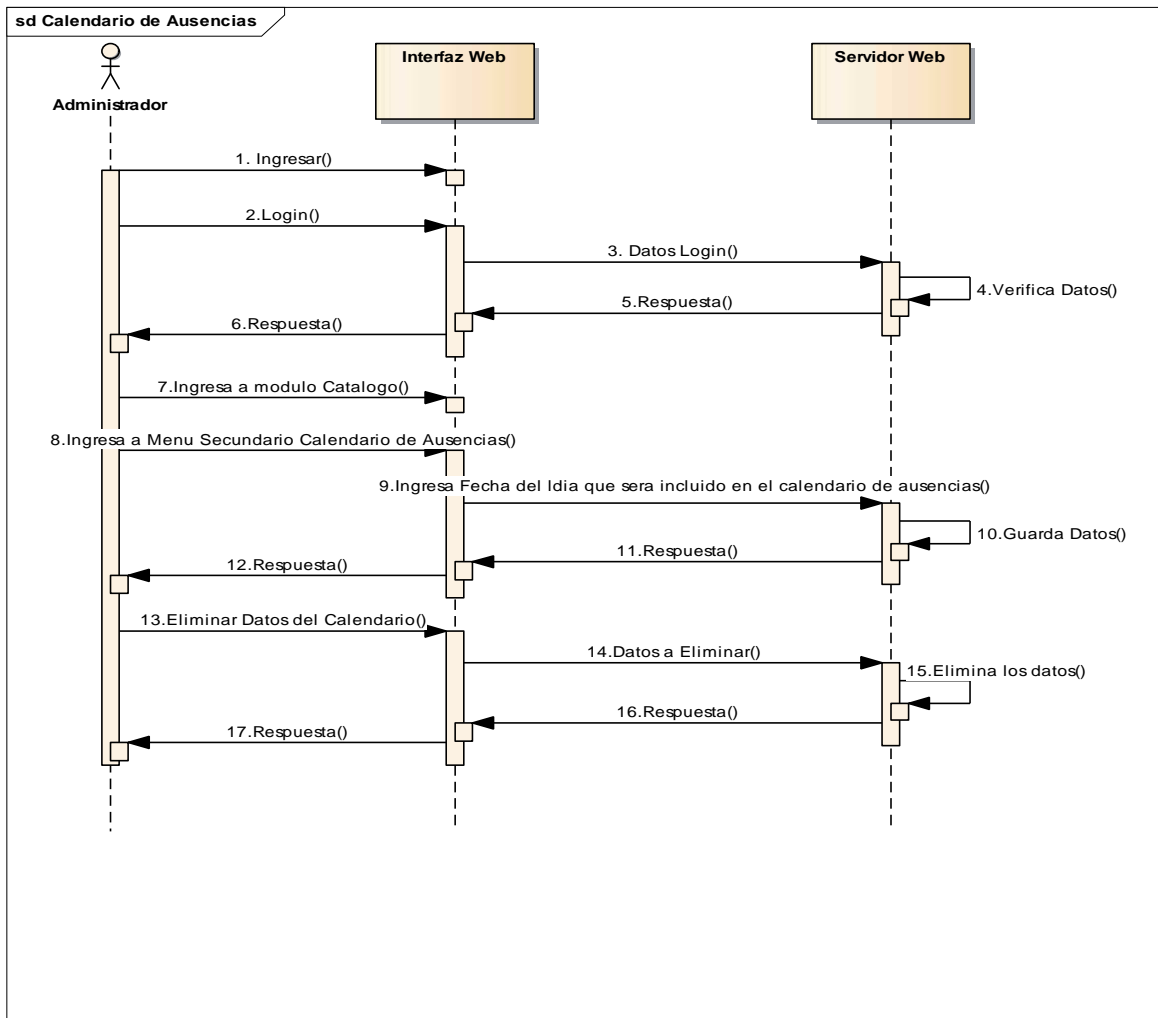 sd Calendario de Ausencias
Administrador
Interfaz Web
Servidor Web
1. Ingresar()
2.Login()
3. Datos Login()
4.Verifica Datos()
5.Respuesta()
6.Respuesta()
7.Ingresa a modulo Catalogo()
8.Ingresa a Menu Secundario Calendario de Ausencias()
9.Ingresa Fecha del ldia que sera incluido en el calendario de ausencias()
10.Guarda Datos()
11.Respuesta()
12.Respuesta()
13.Eliminar Datos del Calendario()
14.Datos a Eliminar()
15.Elimina los datos()
16.Respuesta()
17.Respuesta()